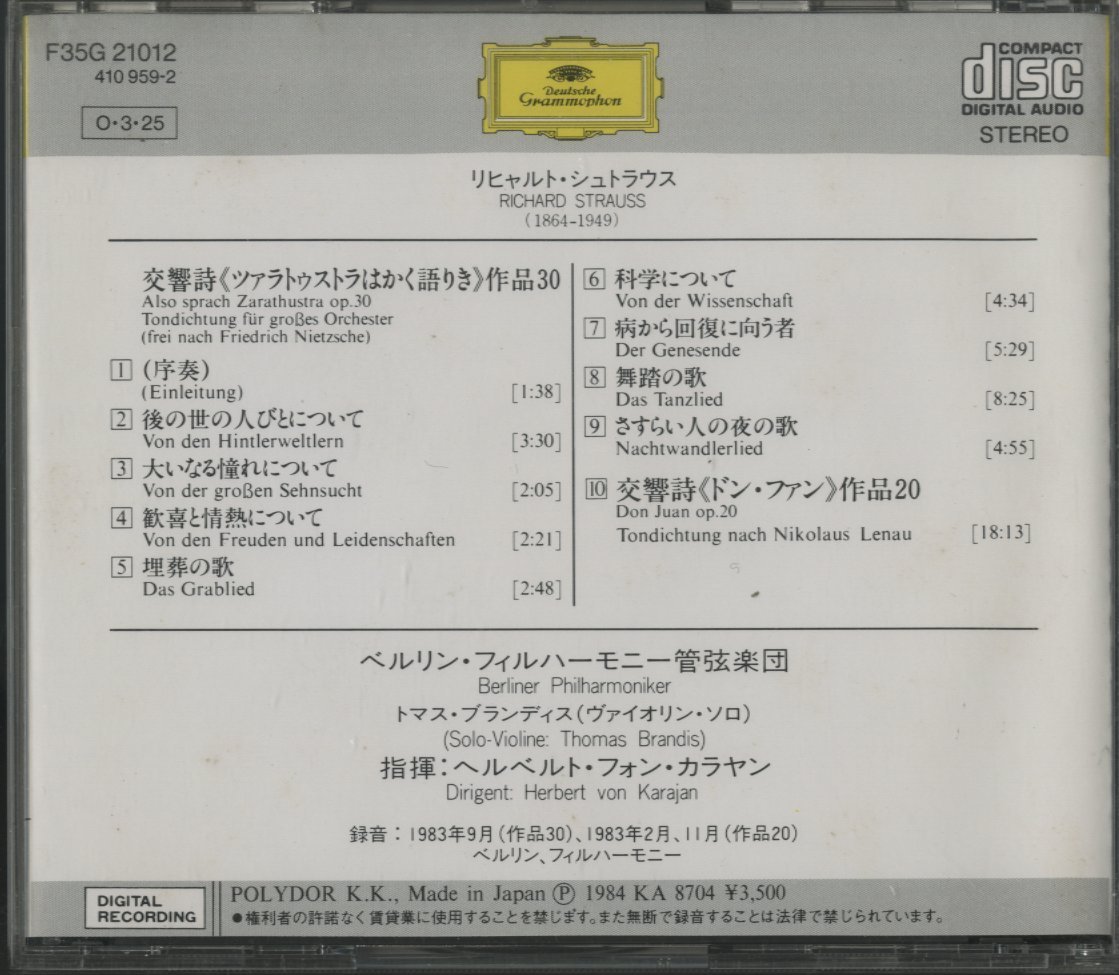 F35G 21012
410 959-2
O・3・25
Deutsche
Grammophon
COMPACT
disc
DIGITAL AUDIO
STEREO
リヒャルト・シュトラウス
RICHARD STRAUSS
(1864-1949)
交響詩《ツァラトゥストラはかく語りき》作品30
Also sprach Zarathustra op.30
Tondichtung für großes Orchester
(frei nach Friedrich Nietzsche)
1 (序奏)
(Einleitung) [1:38]
2 後の世の人びとについて
Von den Hintlerweltlern [3:30]
3 大いなる憧れについて
Von der großen Sehnsucht [2:05]
4 歓喜と情熱について
Von den Freuden und Leidenschaften [2:21]
5 埋葬の歌
Das Grablied [2:48]
6 科学について
Von der Wissenschaft [4:34]
7 病から回復に向う者
Der Genesende [5:29]
8 舞踏の歌
Das Tanzlied [8:25]
9 さすらい人の夜の歌
Nachtwandlerlied [4:55]
10 交響詩《ドン・ファン》作品20
Don Juan op.20
Tondichtung nach Nikolaus Lenau [18:13]
ベルリン・フィルハーモニー管弦楽団
Berliner Philharmoniker
トマス・ブランディス(ヴァイオリン・ソロ)
(Solo-Violine: Thomas Brandis)
指揮:ヘルベルト・フォン・カラヤン
Dirigent: Herbert von Karajan
録音:1983年9月(作品30)、1983年2月、11月(作品20)
ベルリン、フィルハーモニー
DIGITAL
RECORDING
POLYDOR K.K., Made in Japan Ⓟ 1984 KA 8704 ¥3,500
●権利者の許諾なく賃貸業に使用することを禁じます。また無断で録音することは法律で禁じられています。